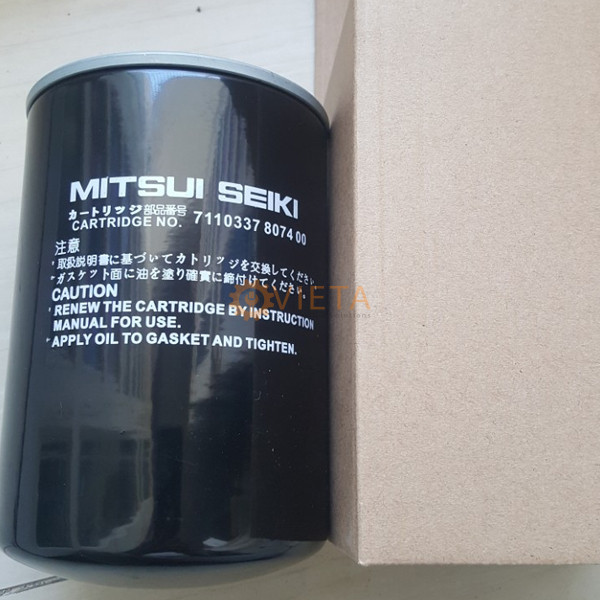 MITSUI SEIKI
カートリッジ部品番号
CARTRIDGE NO. 7110337 8074 00
注意
・取扱説明書に基づいてカトリッジを交換してください
・ガスケット面に油を塗り確実に締付けてください。
CAUTION
・RENEW THE CARTRIDGE BY INSTRUCTION
MANUAL FOR USE.
・APPLY OIL TO GASKET AND TIGHTEN.
VIETA